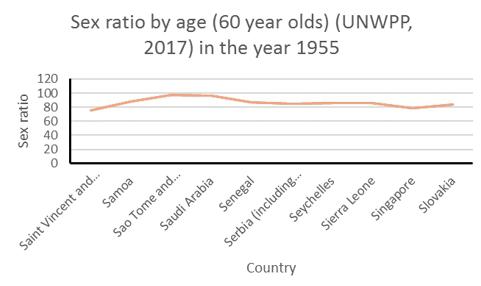 Sex ratio by age (60 year olds) (UNWPP,
2017) in the year 1955
120
100
80
60
40
20
0
Sex ratio
Saint Vincent and...
Samoa
Sao Tome and...
Saudi Arabia
Senegal
Serbia (including...
Seychelles
Sierra Leone
Singapore
Slovakia
Country